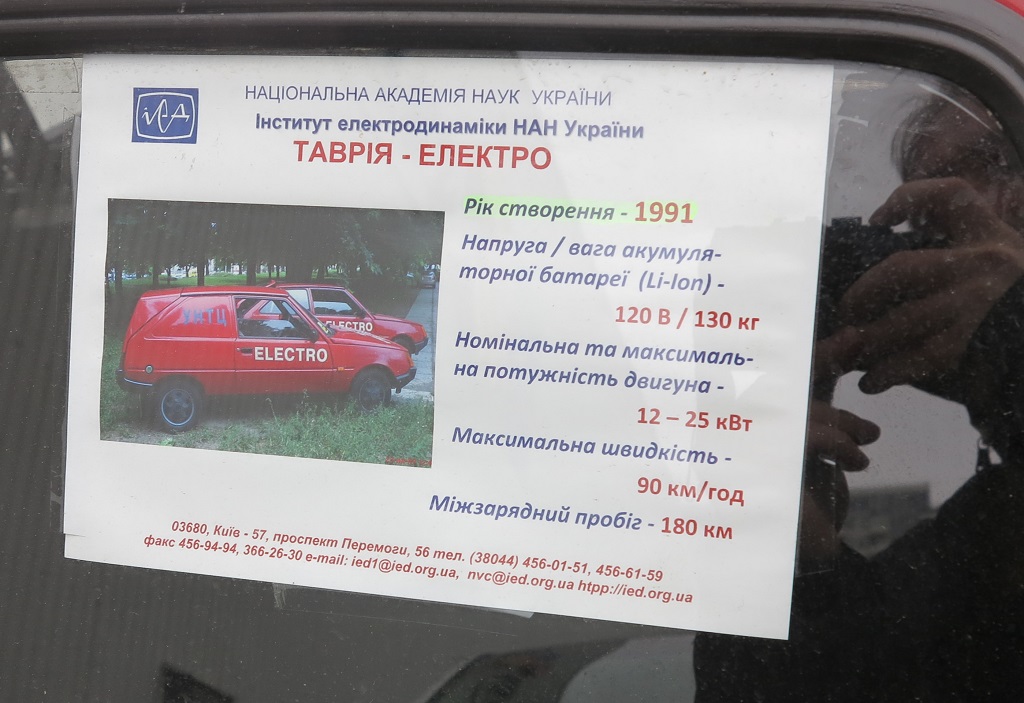 ІЕД
НАЦІОНАЛЬНА АКАДЕМІЯ НАУК УКРАЇНИ
Інститут електродинаміки НАН України
ТАВРІЯ - ЕЛЕКТРО
Рік створення - 1991
Напруга / вага акумуля-
торної батареї (Li-Ion) -
120 В / 130 кг
Номінальна та максималь-
на потужність двигуна -
12 – 25 кВт
Максимальна швидкість -
90 км/год
Міжзарядний пробіг - 180 км
УНТЦ
ELECTRO
ELECTRO
03680, Київ - 57, проспект Перемоги, 56 тел. (38044) 456-01-51, 456-61-59
факс 456-94-94, 366-26-30 e-mail: ied1@ied.org.ua, nvc@ied.org.ua htpp://ied.org.ua